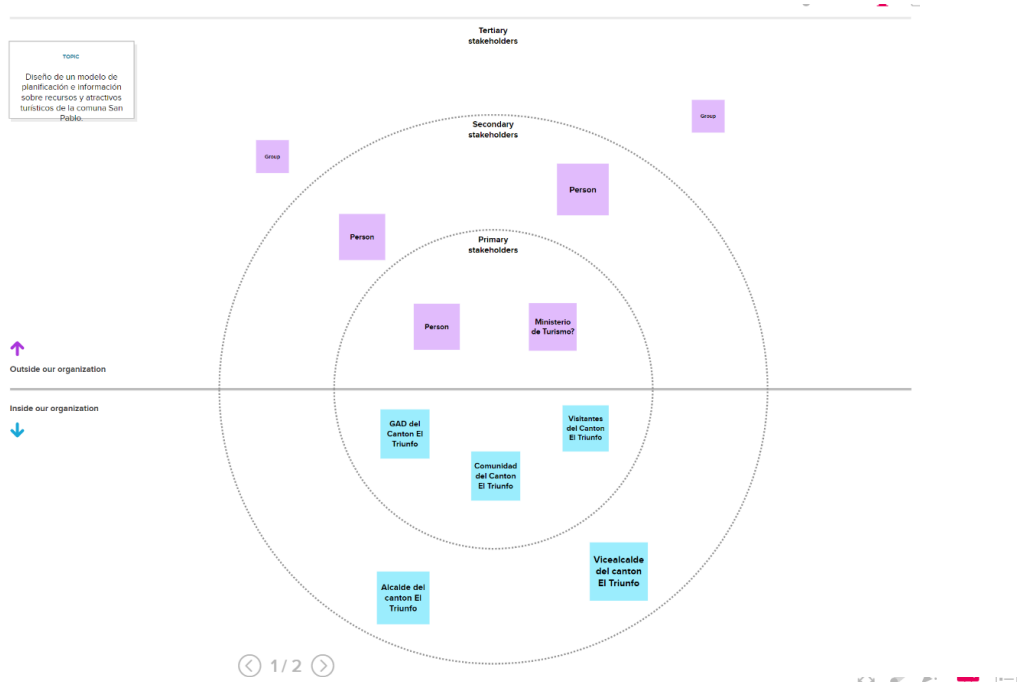 Tertiary
stakeholders
TOPIC
Diseño de un modelo de
planificación e información
sobre recursos y atractivos
turísticos de la comuna San
Pablo.
Group
Secondary
stakeholders
Group
Person
Person
Primary
stakeholders
Person
Ministerio
de Turismo?
Outside our organization
Inside our organization
GAD del
Canton El
Triunfo
Visitantes
del Canton
El Triunfo
Comunidad
del Canton
El Triunfo
Vicealcalde
del canton
El Triunfo
Alcalde del
canton El
Triunfo
1/2